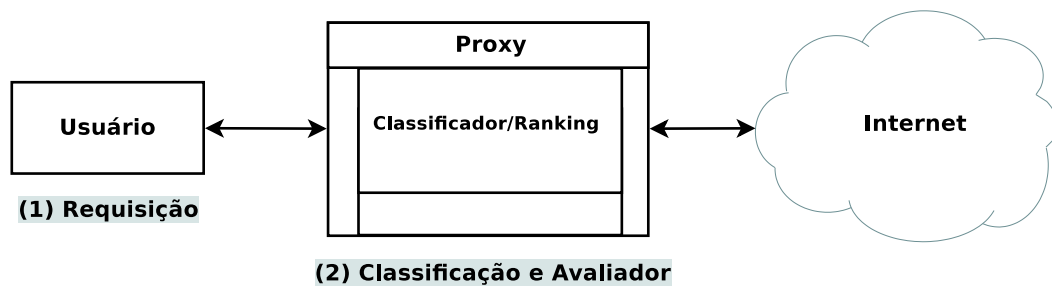 Proxy
Usuário
Classificador/Ranking
Internet
(1) Requisição
(2) Classificação e Avaliador